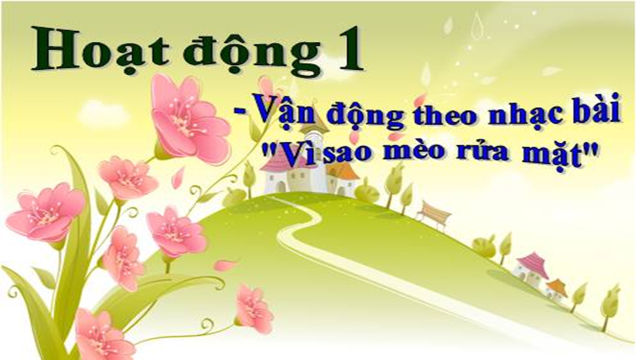 Hoạt động 1
- Vận động theo nhạc bài
"Vì sao mèo rửa mặt"